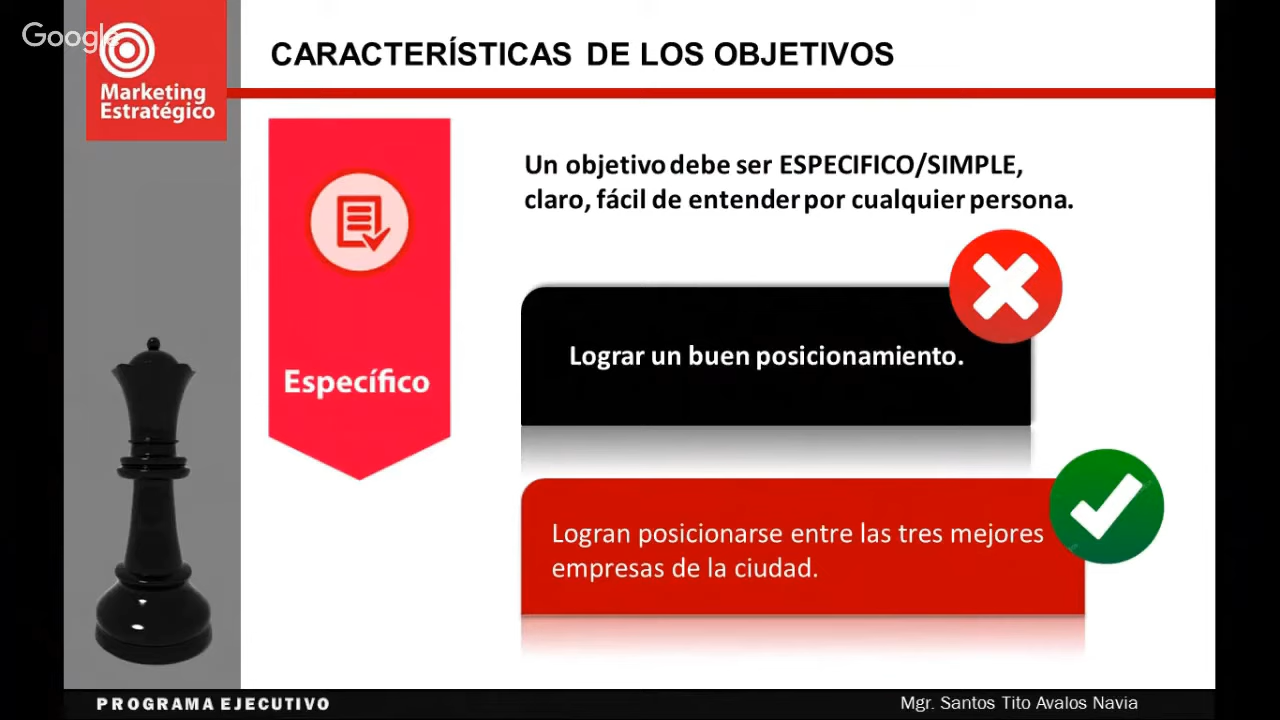 Google
Marketing
Estratégico
CARACTERÍSTICAS DE LOS OBJETIVOS
Un objetivo debe ser ESPECIFICO/SIMPLE,
claro, fácil de entender por cualquier persona.
Específico
Lograr un buen posicionamiento.
Logran posicionarse entre las tres mejores
empresas de la ciudad.
PROGRAMA EJECUTIVO
Mgr. Santos Tito Avalos Navia